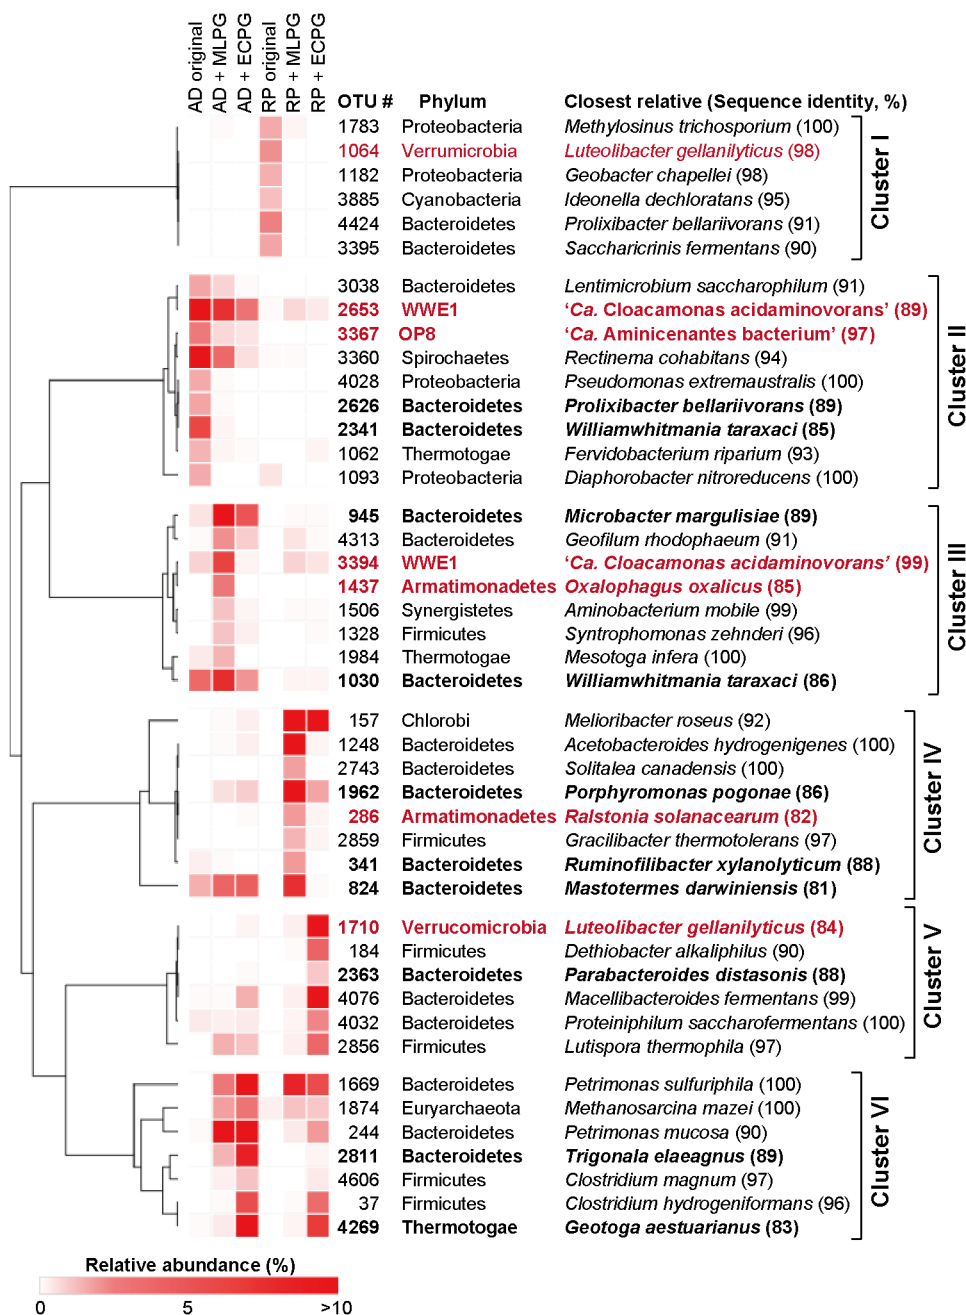 AD original
AD + MLPG
AD + ECPG
RP original
RP + MLPG
RP + ECPG
OTU # Phylum Closest relative (Sequence identity, %)
1783 Proteobacteria Methylosinus trichosporium (100)
1064 Verrumicrobia Luteolibacter gellanilyticus (98)
1182 Proteobacteria Geobacter chapellei (98)
3885 Cyanobacteria Ideonella dechloratans (95)
4424 Bacteroidetes Prolixibacter bellariivorans (91)
3395 Bacteroidetes Saccharicrinis fermentans (90)
Cluster I
3038 Bacteroidetes Lentimicrobium saccharophilum (91)
2653 WWE1 ‘Ca. Cloacamonas acidaminovorans’ (89)
3367 OP8 ‘Ca. Aminicenantes bacterium’ (97)
3360 Spirochaetes Rectinema cohabitans (94)
4028 Proteobacteria Pseudomonas extremaustralis (100)
2626 Bacteroidetes Prolixibacter bellariivorans (89)
2341 Bacteroidetes Williamwhitmania taraxaci (85)
1062 Thermotogae Fervidobacterium riparium (93)
1093 Proteobacteria Diaphorobacter nitroreducens (100)
Cluster II
945 Bacteroidetes Microbacter margulisiae (89)
4313 Bacteroidetes Geofilum rhodophaeum (91)
3394 WWE1 ‘Ca. Cloacamonas acidaminovorans’ (99)
1437 Armatimonadetes Oxalophagus oxalicus (85)
1506 Synergistetes Aminobacterium mobile (99)
1328 Firmicutes Syntrophomonas zehnderi (96)
1984 Thermotogae Mesotoga infera (100)
1030 Bacteroidetes Williamwhitmania taraxaci (86)
Cluster III
157 Chlorobi Melioribacter roseus (92)
1248 Bacteroidetes Acetobacteroides hydrogenigenes (100)
2743 Bacteroidetes Solitalea canadensis (100)
1962 Bacteroidetes Porphyromonas pogonae (86)
286 Armatimonadetes Ralstonia solanacearum (82)
2859 Firmicutes Gracilibacter thermotolerans (97)
341 Bacteroidetes Ruminofilibacter xylanolyticum (88)
824 Bacteroidetes Mastotermes darwiniensis (81)
Cluster IV
1710 Verrucomicrobia Luteolibacter gellanilyticus (84)
184 Firmicutes Dethiobacter alkaliphilus (90)
2363 Bacteroidetes Parabacteroides distasonis (88)
4076 Bacteroidetes Macellibacteroides fermentans (99)
4032 Bacteroidetes Proteiniphilum saccharofermentans (100)
2856 Firmicutes Lutispora thermophila (97)
Cluster V
1669 Bacteroidetes Petrimonas sulfuriphila (100)
1874 Euryarchaeota Methanosarcina mazei (100)
244 Bacteroidetes Petrimonas mucosa (90)
2811 Bacteroidetes Trigonala elaeagnus (89)
4606 Firmicutes Clostridium magnum (97)
37 Firmicutes Clostridium hydrogeniformans (96)
4269 Thermotogae Geotoga aestuarianus (83)
Cluster VI
Relative abundance (%)
0 5 >10